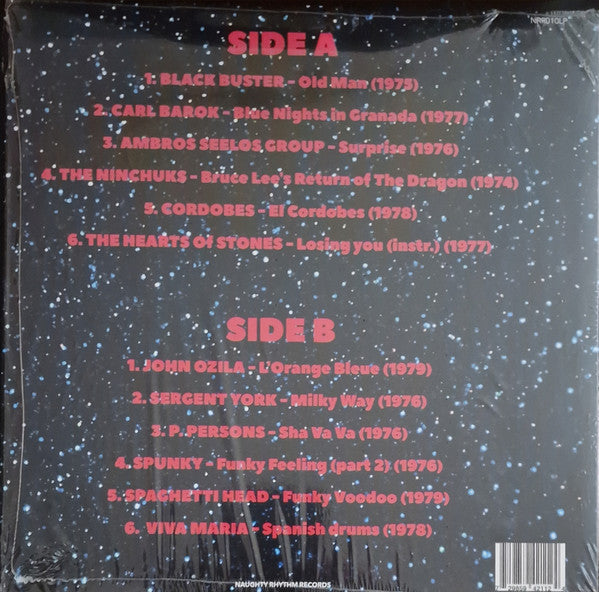 NRR010LP
SIDE A
1. BLACK BUSTER - Old Man (1975)
2. CARL BAROK - Blue Nights in Granada (1977)
3. AMBROS SEELOS GROUP - Surprise (1976)
4. THE NINCHUKS - Bruce Lee's Return of The Dragon (1974)
5. CORDOBES - El Cordobes (1978)
6. THE HEARTS Of STONES - Losing you (instr.) (1977)
SIDE B
1. JOHN OZILA - L'Orange Bleue (1979)
2. SERGENT YORK - Milky Way (1976)
3. P. PERSONS - Sha Va Va (1976)
4. SPUNKY - Funky Feeling (part 2) (1976)
5. SPAGHETTI HEAD - Funky Voodoo (1979)
6. VIVA MARIA - Spanish drums (1978)
NAUGHTY RHYTHM RECORDS